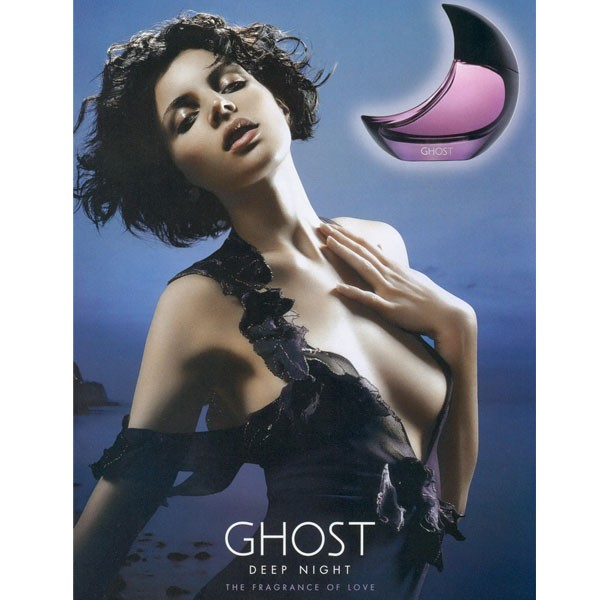 GHOST
GHOST
DEEP NIGHT
THE FRAGRANCE OF LOVE